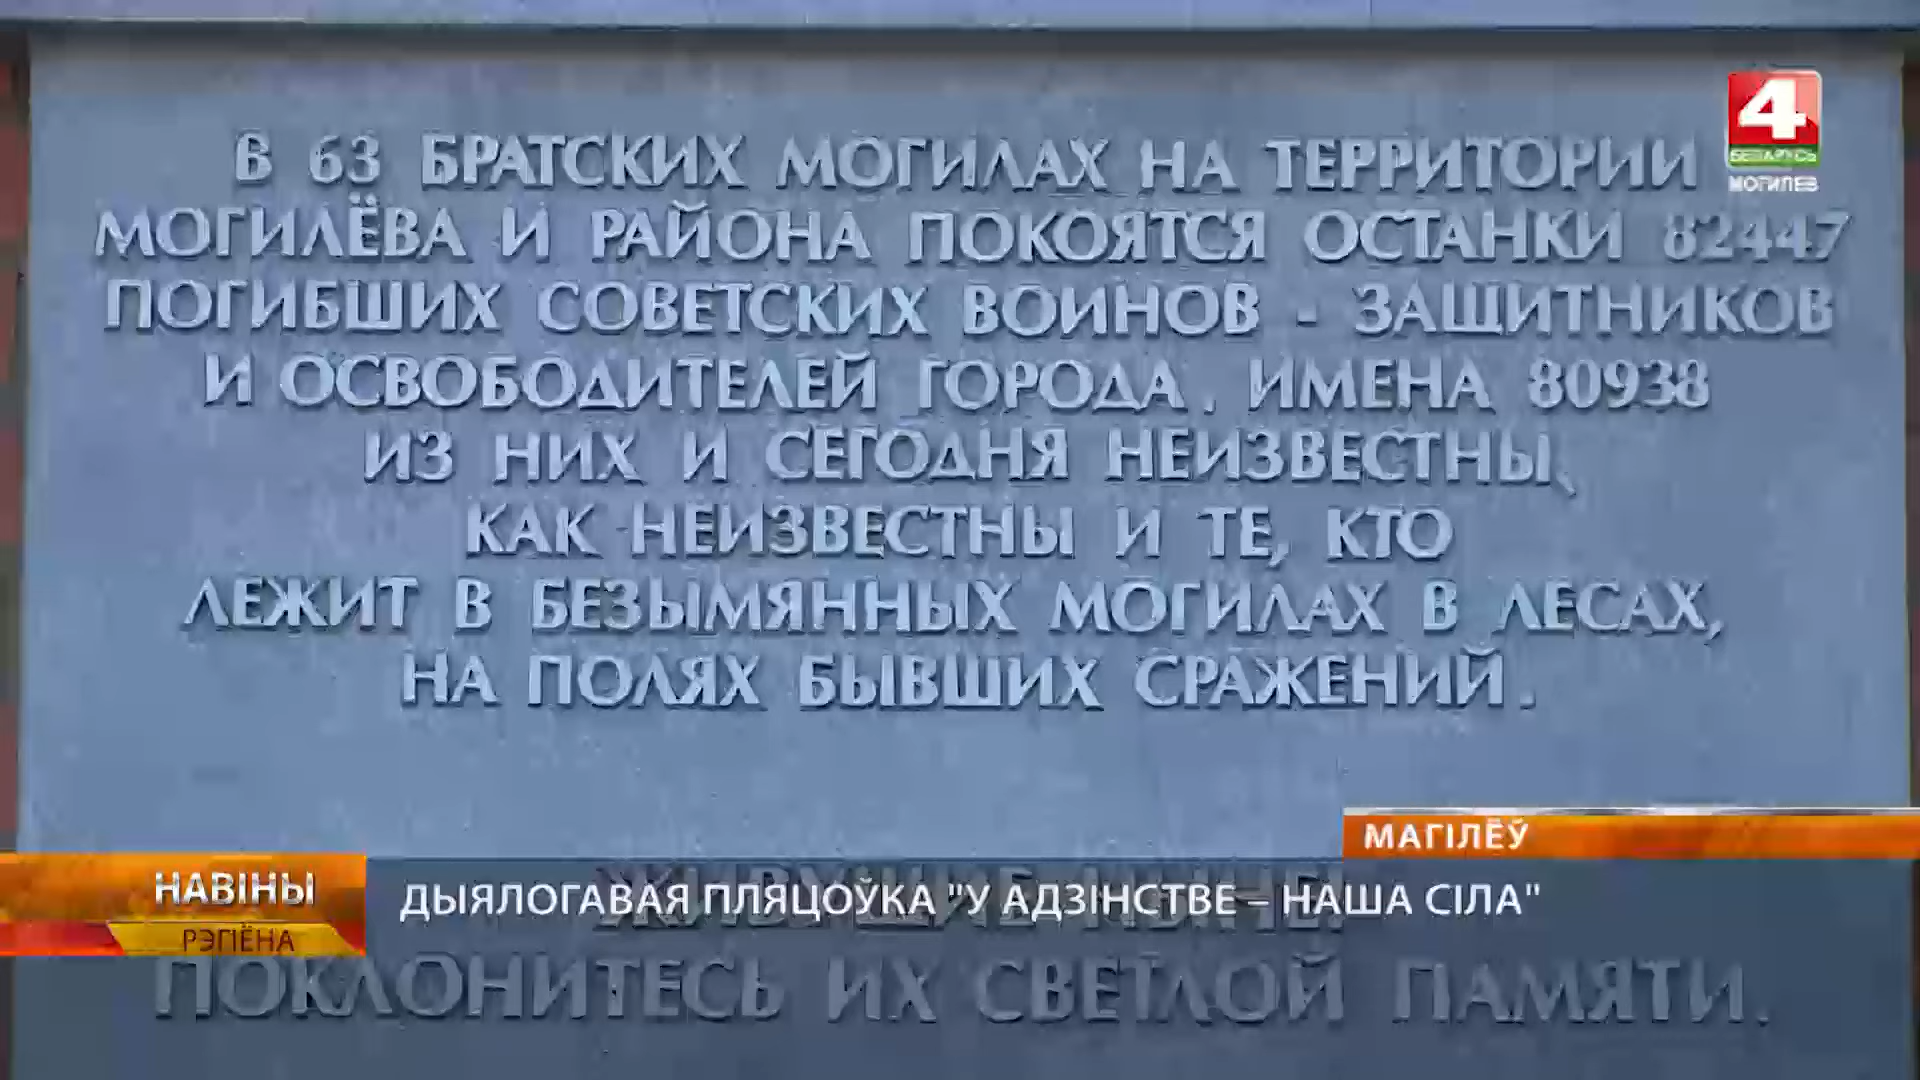 В 63 БРАТСКИХ МОГИЛАХ НА ТЕРРИТОРИИ
МОГИЛЁВА И РАЙОНА ПОКОЯТСЯ ОСТАНКИ 82447
ПОГИБШИХ СОВЕТСКИХ ВОИНОВ - ЗАЩИТНИКОВ
И ОСВОБОДИТЕЛЕЙ ГОРОДА. ИМЕНА 80938
ИЗ НИХ И СЕГОДНЯ НЕИЗВЕСТНЫ,
КАК НЕИЗВЕСТНЫ И ТЕ, КТО
ЛЕЖИТ В БЕЗЫМЯННЫХ МОГИЛАХ В ЛЕСАХ,
НА ПОЛЯХ БЫВШИХ СРАЖЕНИЙ.
4
БЕЛАРУСЬ
МОГИЛЕВ
МАГІЛЁЎ
НАВІНЫ
РЭГІЁНА
ДЫЯЛОГАВАЯ ПЛЯЦОЎКА "У АДЗІНСТВЕ – НАША СІЛА"
ПОКЛОНИТЕСЬ ИХ СВЕТЛОЙ ПАМЯТИ.